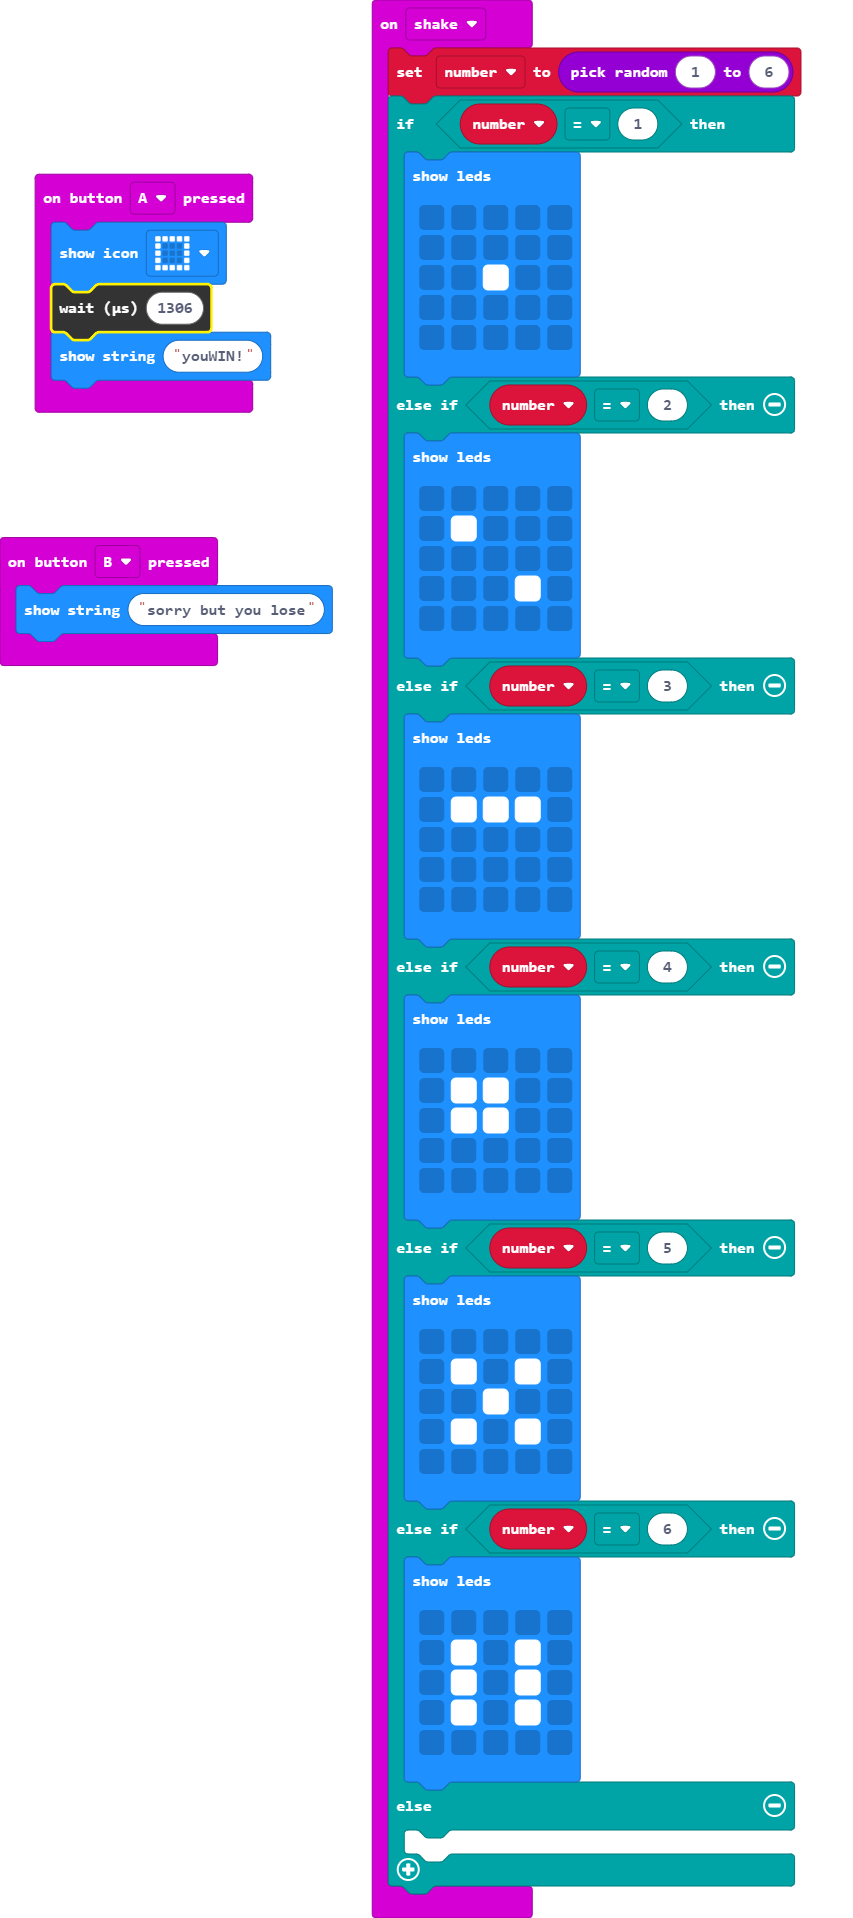 on button A pressed
show icon
wait (µs) 1306
show string "youWIN!"
on button B pressed
show string "sorry but you lose"
on shake
set number to pick random 1 to 6
if number = 1 then
show leds
else if number = 2 then
show leds
else if number = 3 then
show leds
else if number = 4 then
show leds
else if number = 5 then
show leds
else if number = 6 then
show leds
else